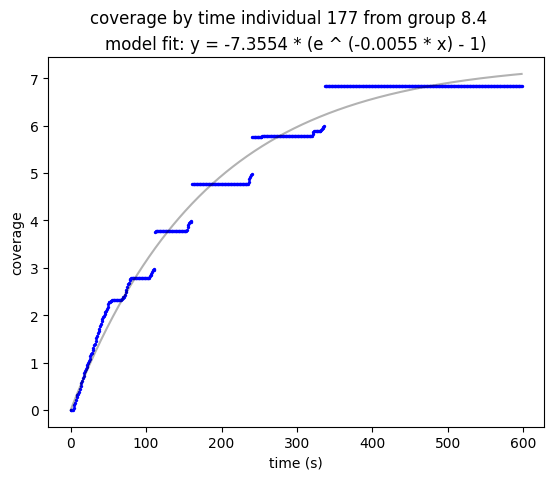 coverage by time individual 177 from group 8.4
model fit: y = -7.3554 * (e ^ (-0.0055 * x) - 1)
7
6
5
4
3
2
1
0
coverage
0 100 200 300 400 500 600
time (s)